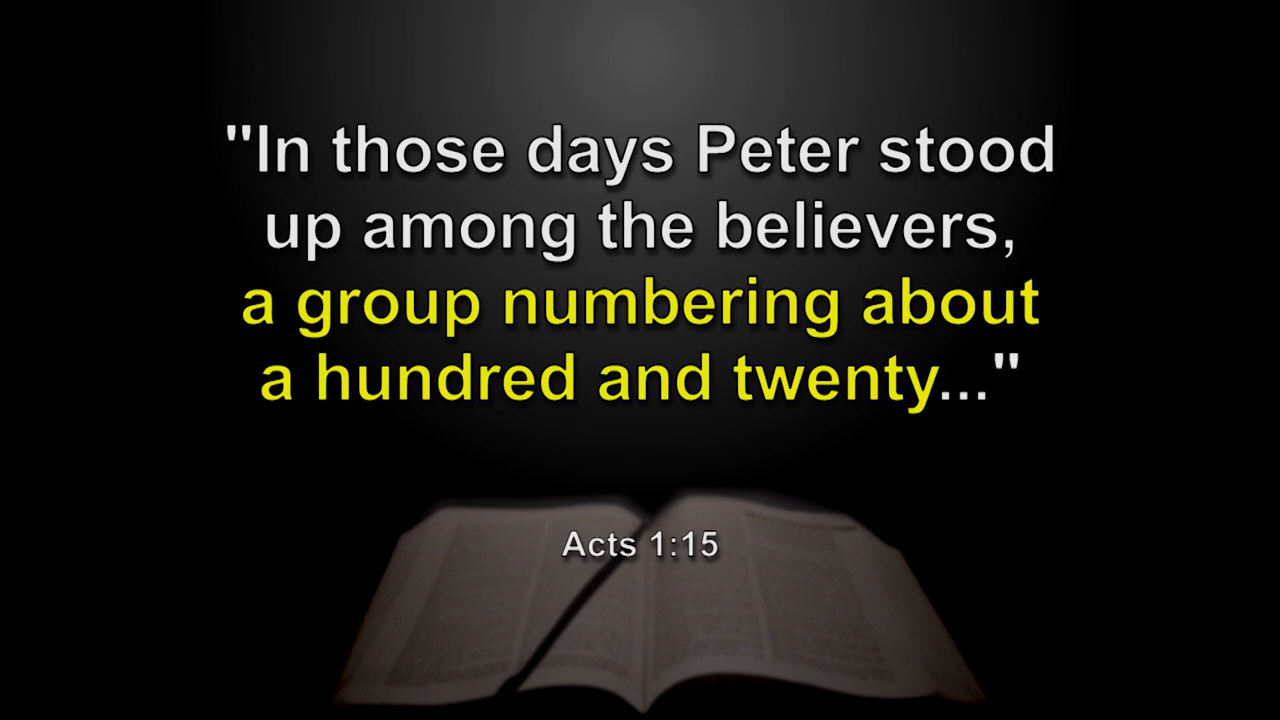 "In those days Peter stood
up among the believers,
a group numbering about
a hundred and twenty..."
Acts 1:15